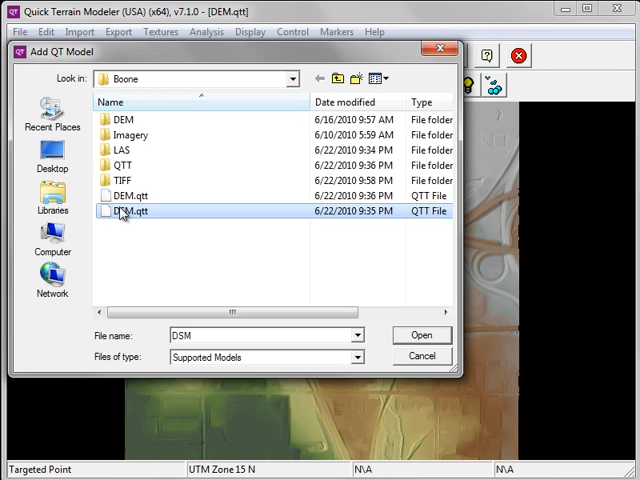 Quick Terrain Modeler (USA) (x64), v7.1.0 - [DEM.qtt]
File Edit Import Export Textures Analysis Display Control Markers Help
QT Add QT Model
Look in: Boone
Name Date modified Type
DEM 6/16/2010 9:57 AM File folder
Imagery 6/10/2010 5:59 AM File folder
LAS 6/22/2010 9:34 PM File folder
QTT 6/22/2010 9:36 PM File folder
TIFF 6/22/2010 9:58 PM File folder
DEM.qtt 6/22/2010 9:36 PM QTT File
6/22/2010 9:35 PM QTT File
Recent Places
Desktop
Libraries
Computer
Network
File name: DSM Open
Files of type: Supported Models Cancel
Targeted Point UTM Zone 15 N N\A N\A